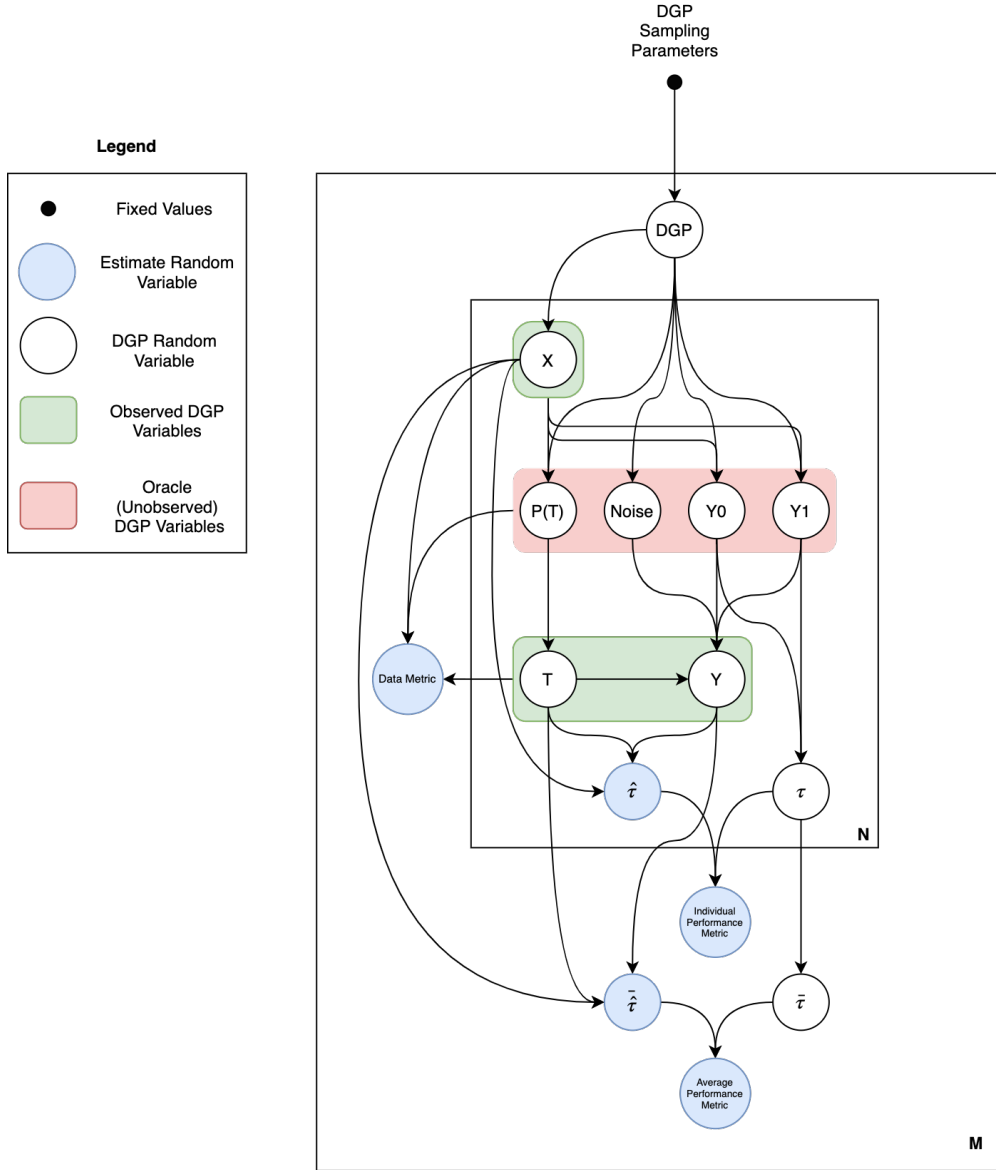 DGP
Sampling
Parameters
Legend
Fixed Values
Estimate Random
Variable
DGP Random
Variable
Observed DGP
Variables
Oracle
(Unobserved)
DGP Variables
DGP
X
P(T)
Noise
Y0
Y1
Data Metric
T
Y
τ̂
τ
N
Individual
Performance
Metric
τ̂̄
τ̄
Average
Performance
Metric
M